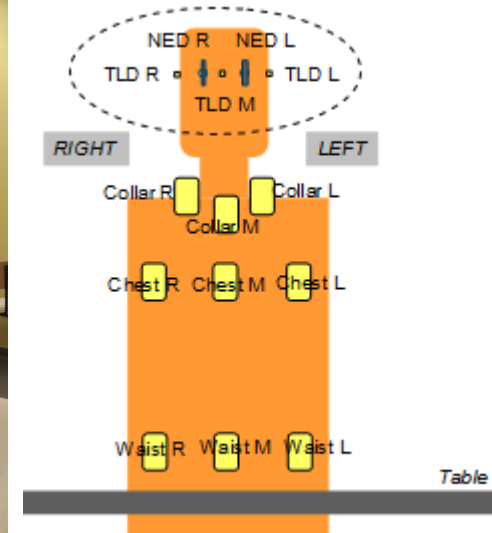 NED R NED L
TLD R TLD L
TLD M
RIGHT LEFT
Collar R Collar L
Collar M
Chest R Chest M Chest L
Waist R Waist M Waist L
Table